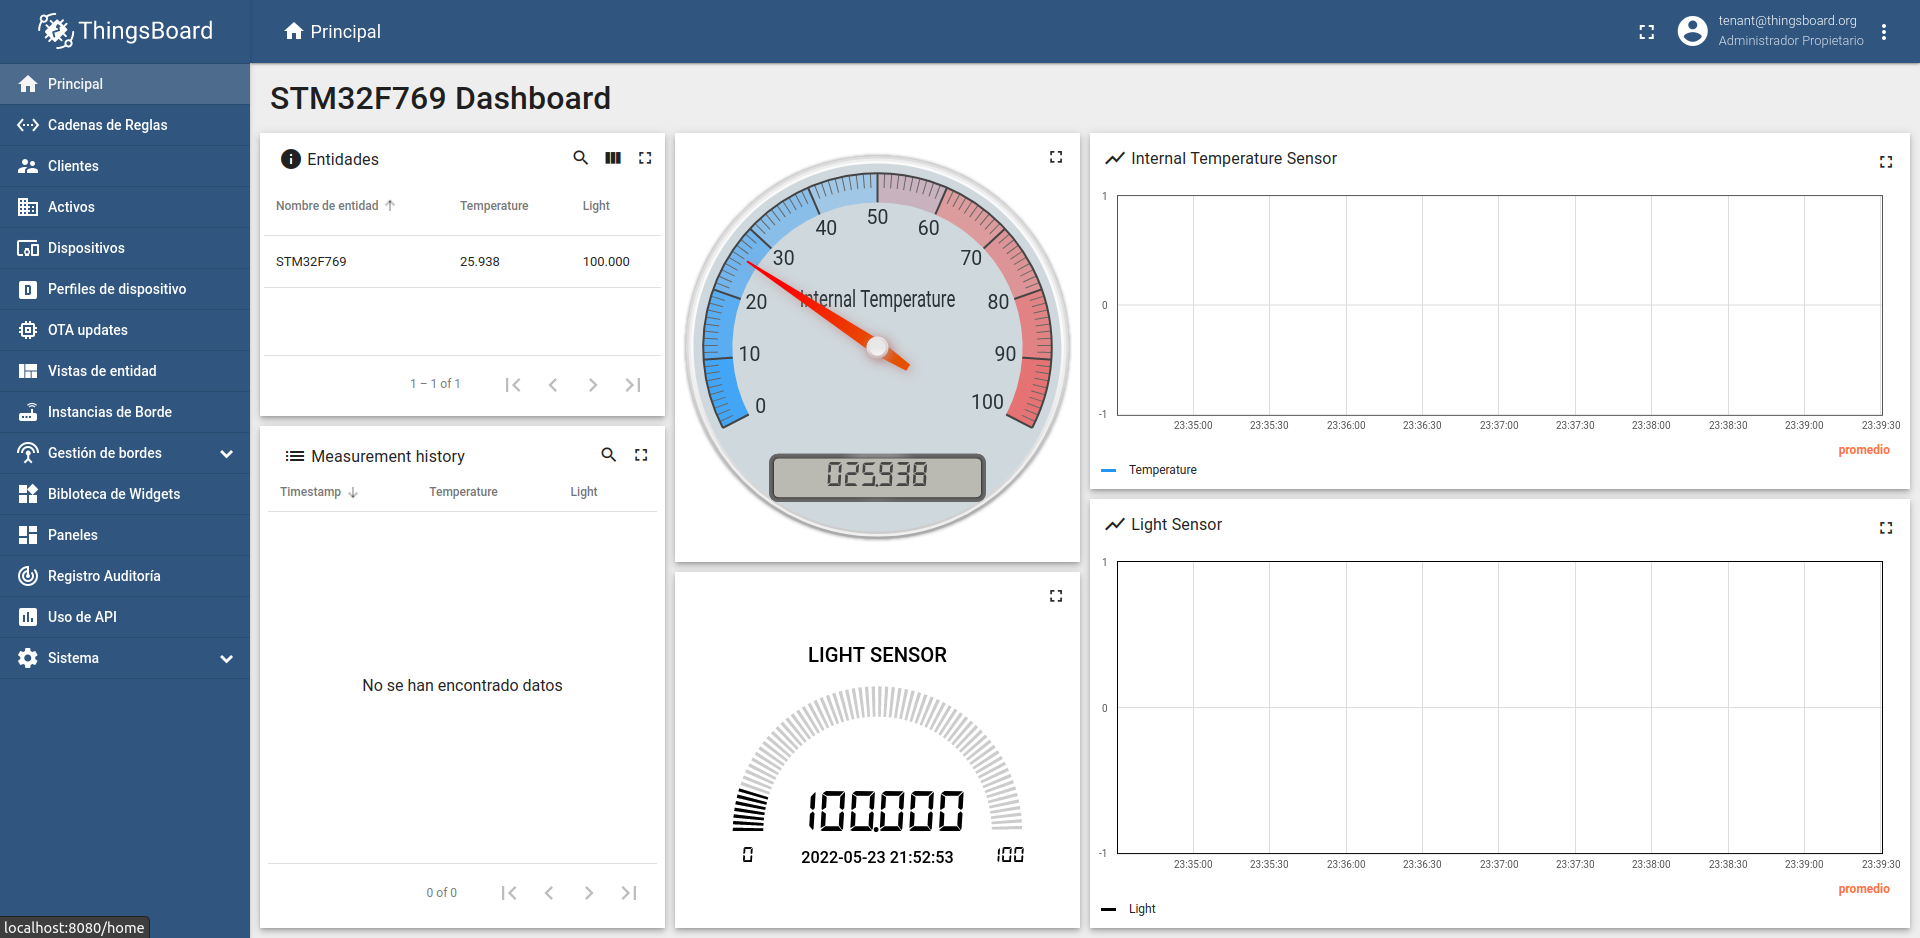 ThingsBoard
Principal
tenant@thingsboard.org
Administrador Propietario
Principal
Cadenas de Reglas
Clientes
Activos
Dispositivos
Perfiles de dispositivo
OTA updates
Vistas de entidad
Instancias de Borde
Gestión de bordes
Bibloteca de Widgets
Paneles
Registro Auditoría
Uso de API
Sistema
localhost:8080/home
STM32F769 Dashboard
Entidades
Nombre de entidad Temperature Light
STM32F769 25.938 100.000
1 – 1 of 1
Measurement history
Timestamp Temperature Light
No se han encontrado datos
0 of 0
0 10 20 30 40 50 60 70 80 90 100
Internal Temperature
025.938
LIGHT SENSOR
100.000
0 2022-05-23 21:52:53 100
Internal Temperature Sensor
1
0
-1
23:35:00 23:35:30 23:36:00 23:36:30 23:37:00 23:37:30 23:38:00 23:38:30 23:39:00 23:39:30
promedio
Temperature
Light Sensor
1
0
-1
23:35:00 23:35:30 23:36:00 23:36:30 23:37:00 23:37:30 23:38:00 23:38:30 23:39:00 23:39:30
promedio
Light